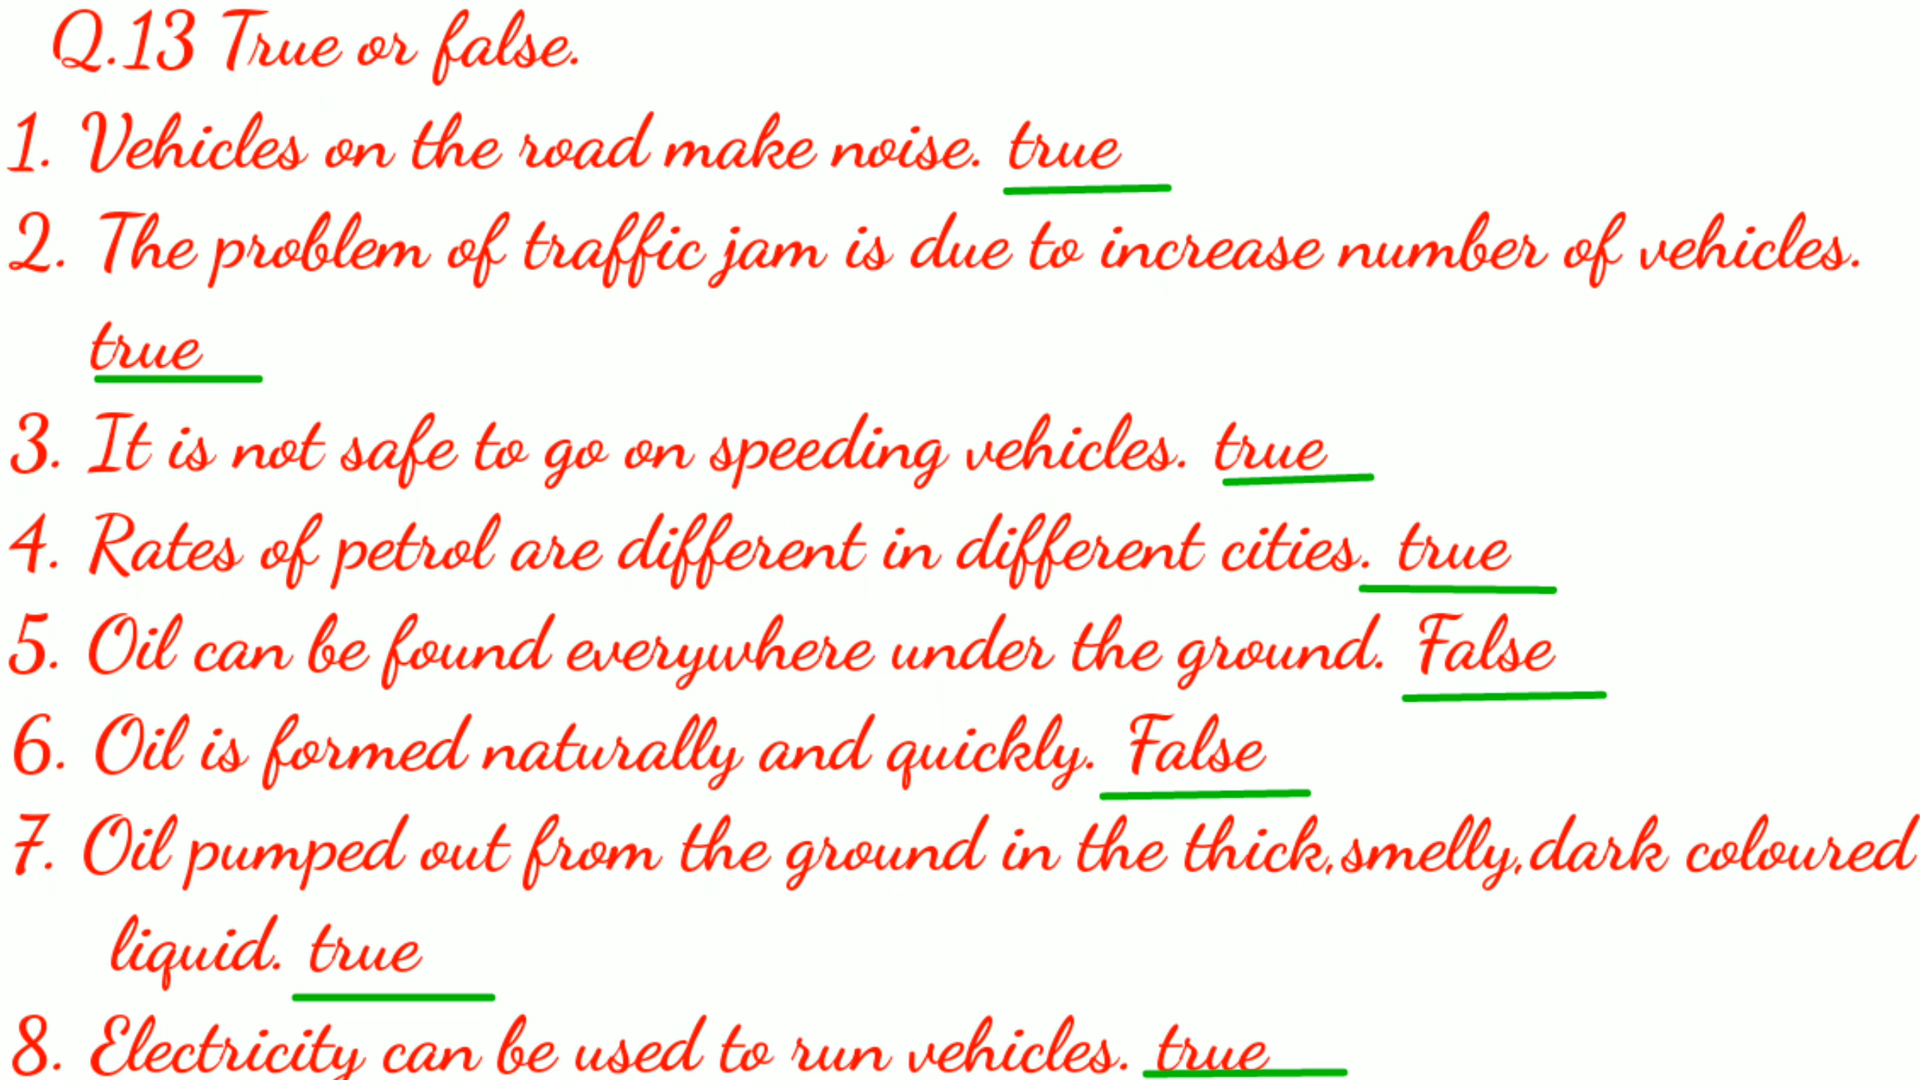 Q.13 True or false.
1. Vehicles on the road make noise. true
2. The problem of traffic jam is due to increase number of vehicles.
true
3. It is not safe to go on speeding vehicles. true
4. Rates of petrol are different in different cities. true
5. Oil can be found everywhere under the ground. False
6. Oil is formed naturally and quickly. False
7. Oil pumped out from the ground in the thick,smelly,dark coloured
liquid. true
8. Electricity can be used to run vehicles. true